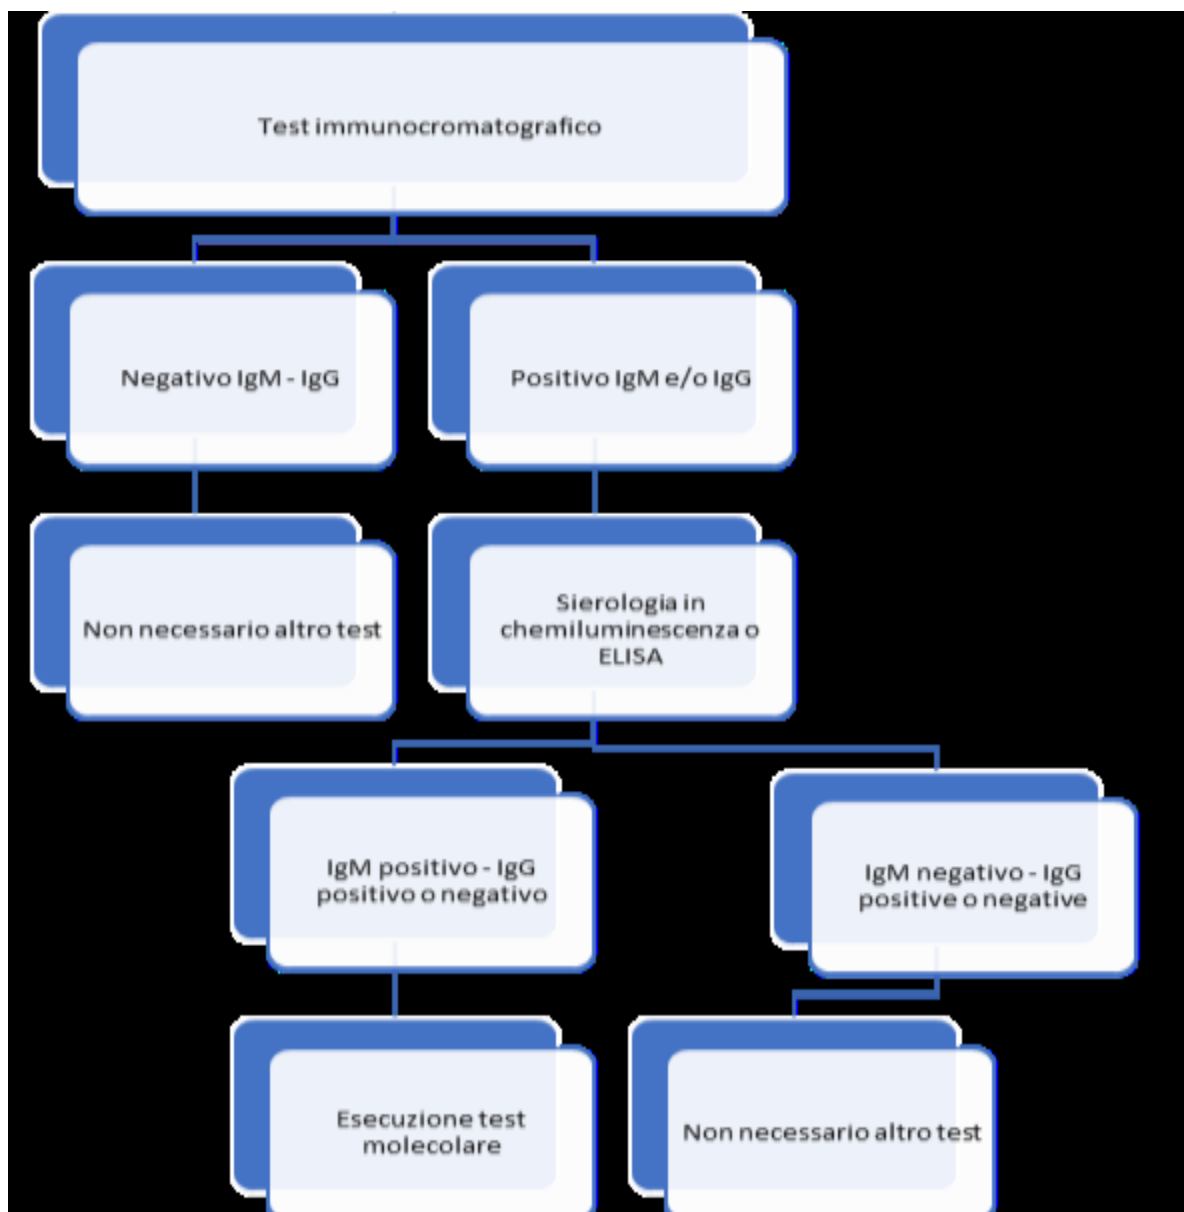 Test immunocromatografico
Negativo IgM - IgG
Positivo IgM e/o IgG
Non necessario altro test
Sierologia in
chemiluminescenza o
ELISA
IgM positivo - IgG
positivo o negativo
IgM negativo - IgG
positive o negative
Esecuzione test
molecolare
Non necessario altro test